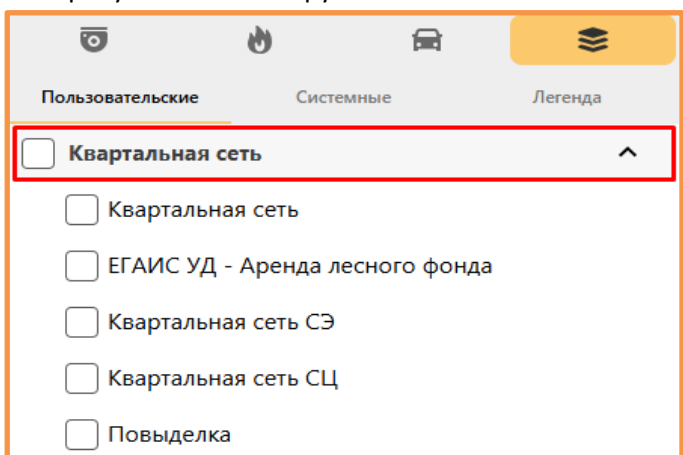 Пользовательские Системные Легенда
Квартальная сеть
Квартальная сеть
ЕГАИС УД - Аренда лесного фонда
Квартальная сеть СЭ
Квартальная сеть СЦ
Повыделка